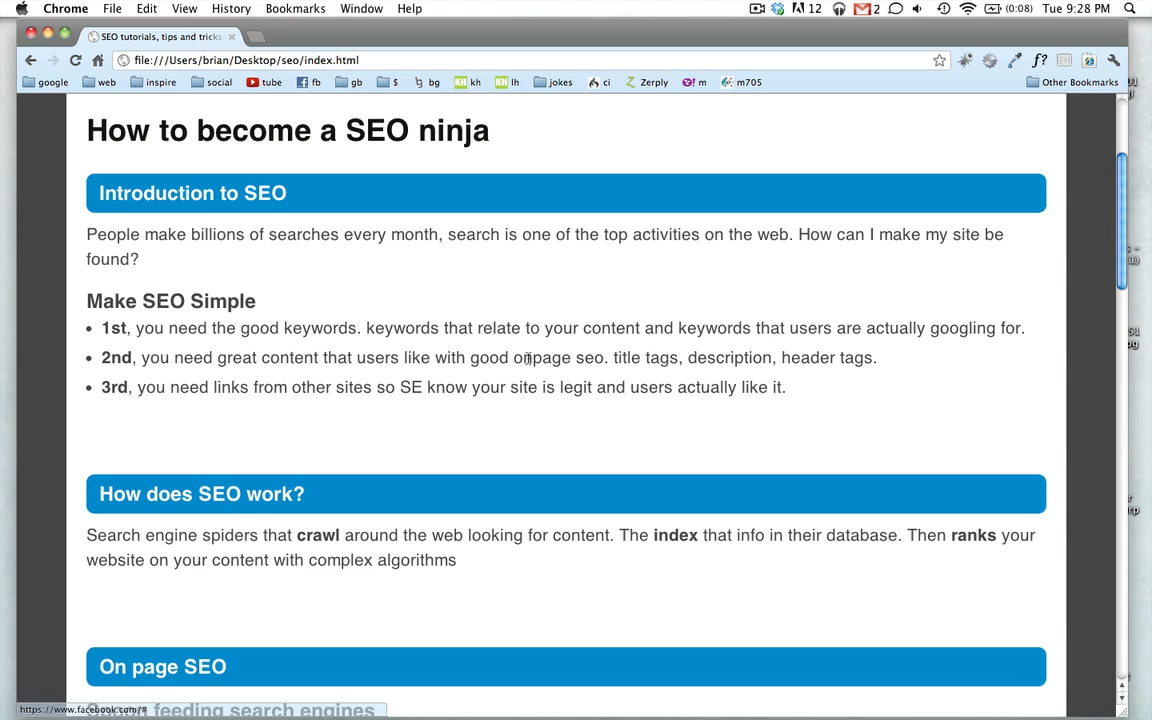 Chrome File Edit View History Bookmarks Window Help 12 2 (0:08) Tue 9:28 PM
SEO tutorials, tips and tricks
file:///Users/brian/Desktop/seo/index.html
google web inspire social tube fb gb $ bg kh lh jokes ci Zerply m m705 Other Bookmarks
How to become a SEO ninja
Introduction to SEO
People make billions of searches every month, search is one of the top activities on the web. How can I make my site be
found?
Make SEO Simple
• 1st, you need the good keywords. keywords that relate to your content and keywords that users are actually googling for.
• 2nd, you need great content that users like with good onpage seo. title tags, description, header tags.
• 3rd, you need links from other sites so SE know your site is legit and users actually like it.
How does SEO work?
Search engine spiders that crawl around the web looking for content. The index that info in their database. Then ranks your
website on your content with complex algorithms
On page SEO
feeding search engines
https://www.facebook.com/#